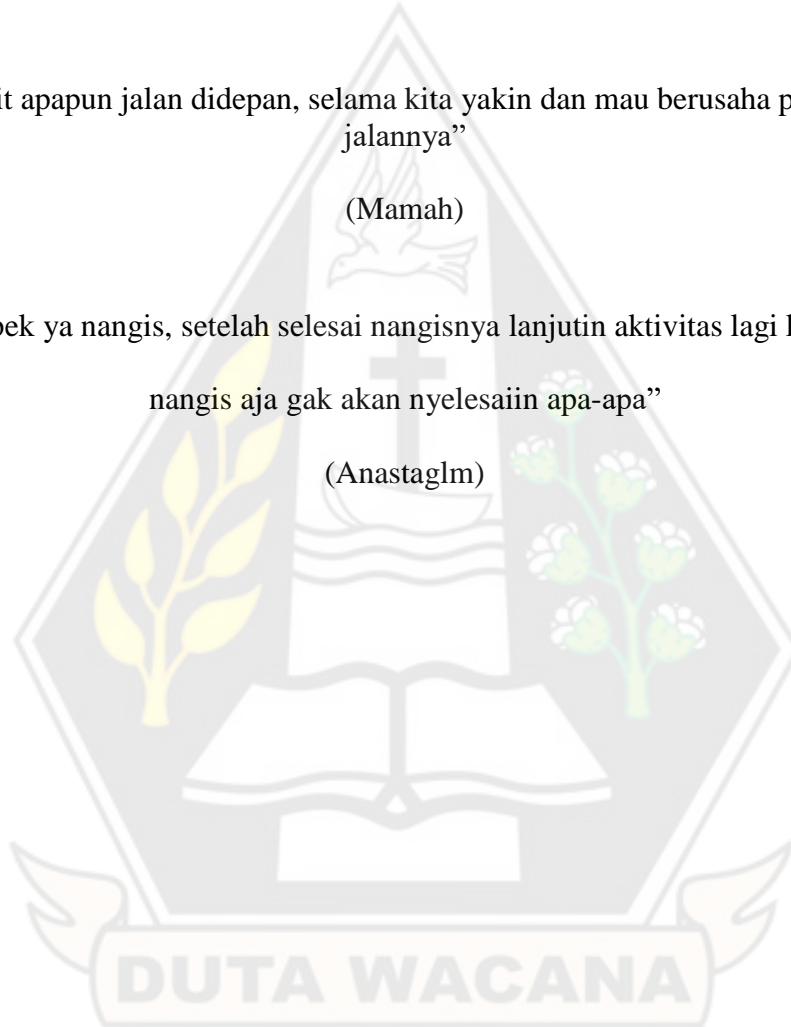 it apapun jalan didepan, selama kita yakin dan mau berusaha p
jalannya”
(Mamah)
ek ya nangis, setelah selesai nangisnya lanjutin aktivitas lagi
nangis aja gak akan nyelesaiin apa-apa”
(Anastaglm)
DUTA WACANA